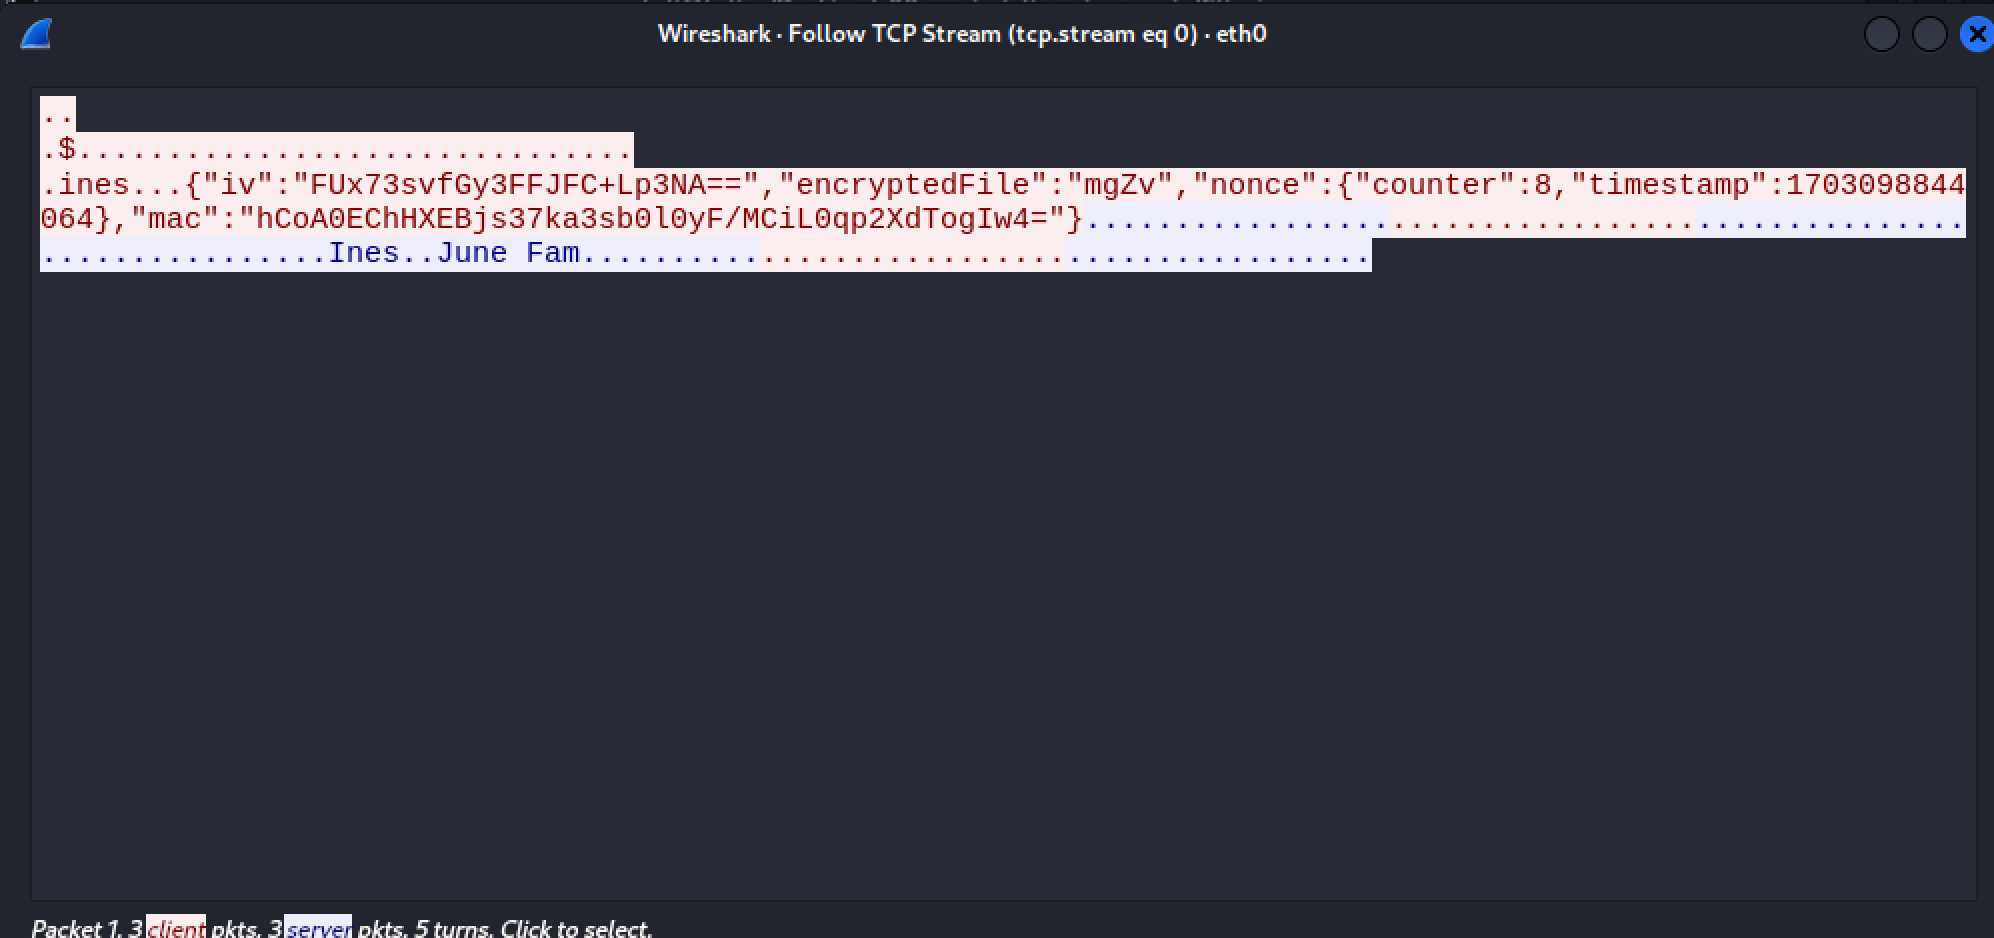 Wireshark · Follow TCP Stream (tcp.stream eq 0) · eth0
..
.$...............................
.ines...{"iv":"FUx73svfGy3FFJFC+Lp3NA==","encryptedFile":"mgZv","nonce":{"counter":8,"timestamp":1703098844
064},"mac":"hCoA0EChHXEBjs37ka3sb0l0yF/MCiL0qp2XdTogIw4="}.................................................
................Ines..June Fam............................................
Packet 1. 3 client pkts, 3 server pkts, 5 turns. Click to select.